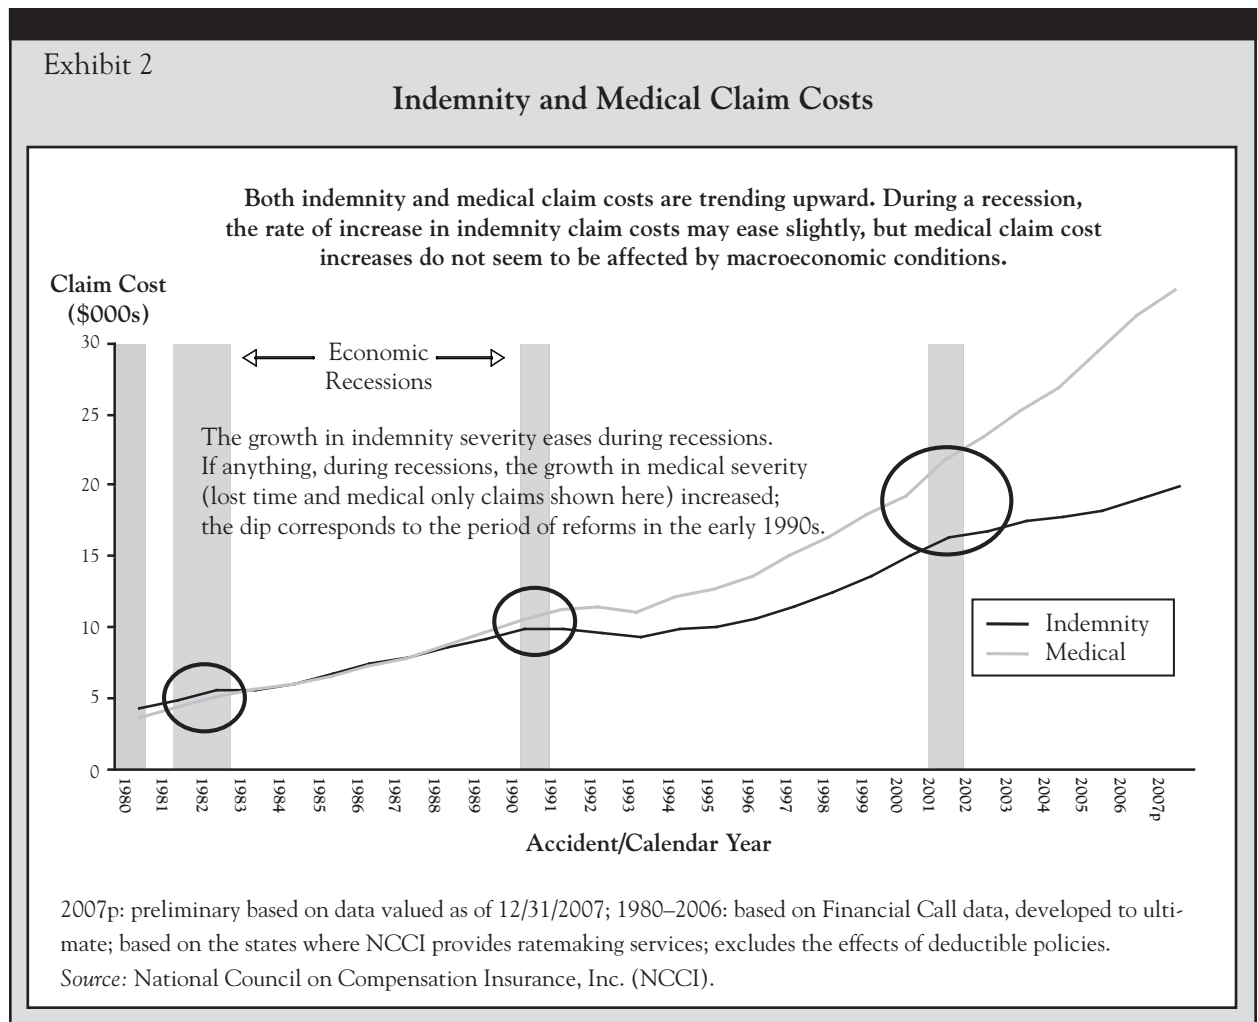 Exhibit 2
Indemnity and Medical Claim Costs
Both indemnity and medical claim costs are trending upward. During a recession,
the rate of increase in indemnity claim costs may ease slightly, but medical claim cost
increases do not seem to be affected by macroeconomic conditions.
Claim Cost
($000s)
30
25
20
15
10
5
0
Economic
Recessions
The growth in indemnity severity eases during recessions.
If anything, during recessions, the growth in medical severity
(lost time and medical only claims shown here) increased;
the dip corresponds to the period of reforms in the early 1990s.
Indemnity
Medical
1980
1981
1982
1983
1984
1985
1986
1987
1988
1989
1990
1991
1992
1993
1994
1995
1996
1997
1998
1999
2000
2001
2002
2003
2004
2005
2006
2007p
Accident/Calendar Year
2007p: preliminary based on data valued as of 12/31/2007; 1980–2006: based on Financial Call data, developed to ulti-
mate; based on the states where NCCI provides ratemaking services; excludes the effects of deductible policies.
Source: National Council on Compensation Insurance, Inc. (NCCI).